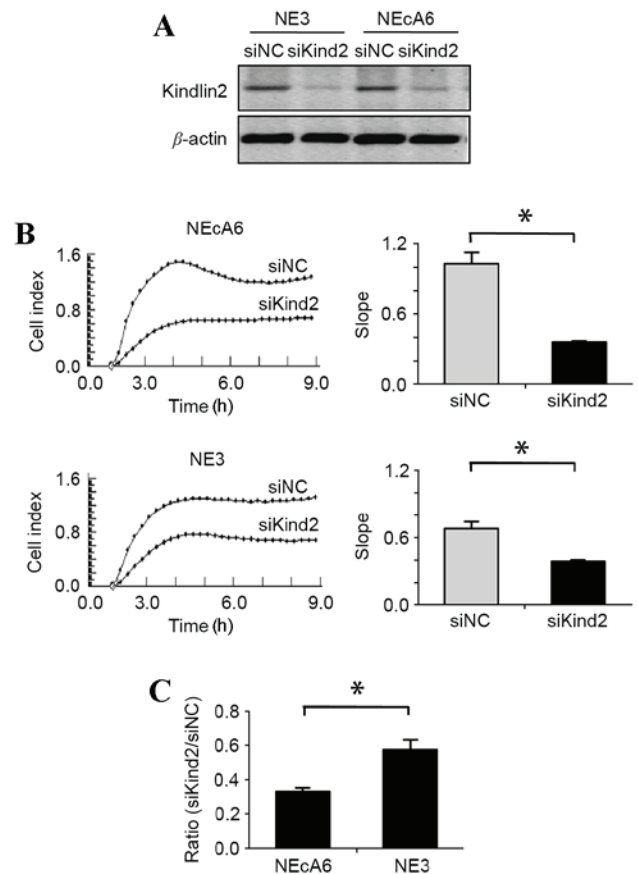 A
NE3 NEcA6
siNC siKind2 siNC siKind2
Kindlin2
β-actin
B
NEcA6
Cell index
1.6
0.8
0.0
siNC
siKind2
0.0 3.0 6.0 9.0
Time (h)
*
Slope
1.2
0.6
0.0
siNC siKind2
NE3
Cell index
1.6
0.8
0.0
siNC
siKind2
0.0 3.0 6.0 9.0
Time (h)
*
Slope
1.2
0.6
0.0
siNC siKind2
C
*
Ratio (siKind2/siNC)
0.8
0.6
0.4
0.2
0.0
NEcA6 NE3